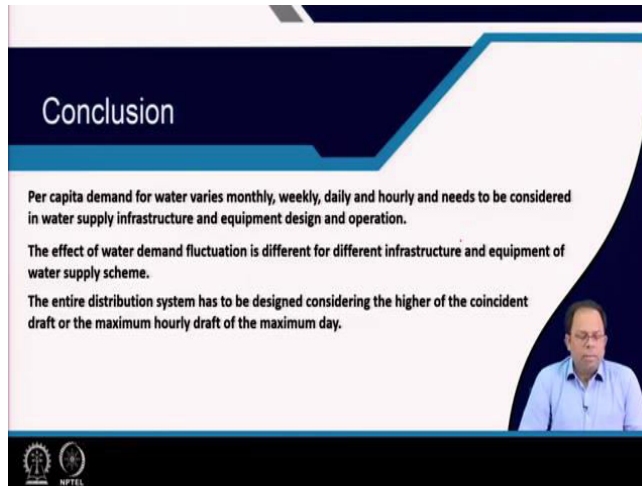 Conclusion
Per capita demand for water varies monthly, weekly, daily and hourly and needs to be considered
in water supply infrastructure and equipment design and operation.
The effect of water demand fluctuation is different for different infrastructure and equipment of
water supply scheme.
The entire distribution system has to be designed considering the higher of the coincident
draft or the maximum hourly draft of the maximum day.
NPTEL